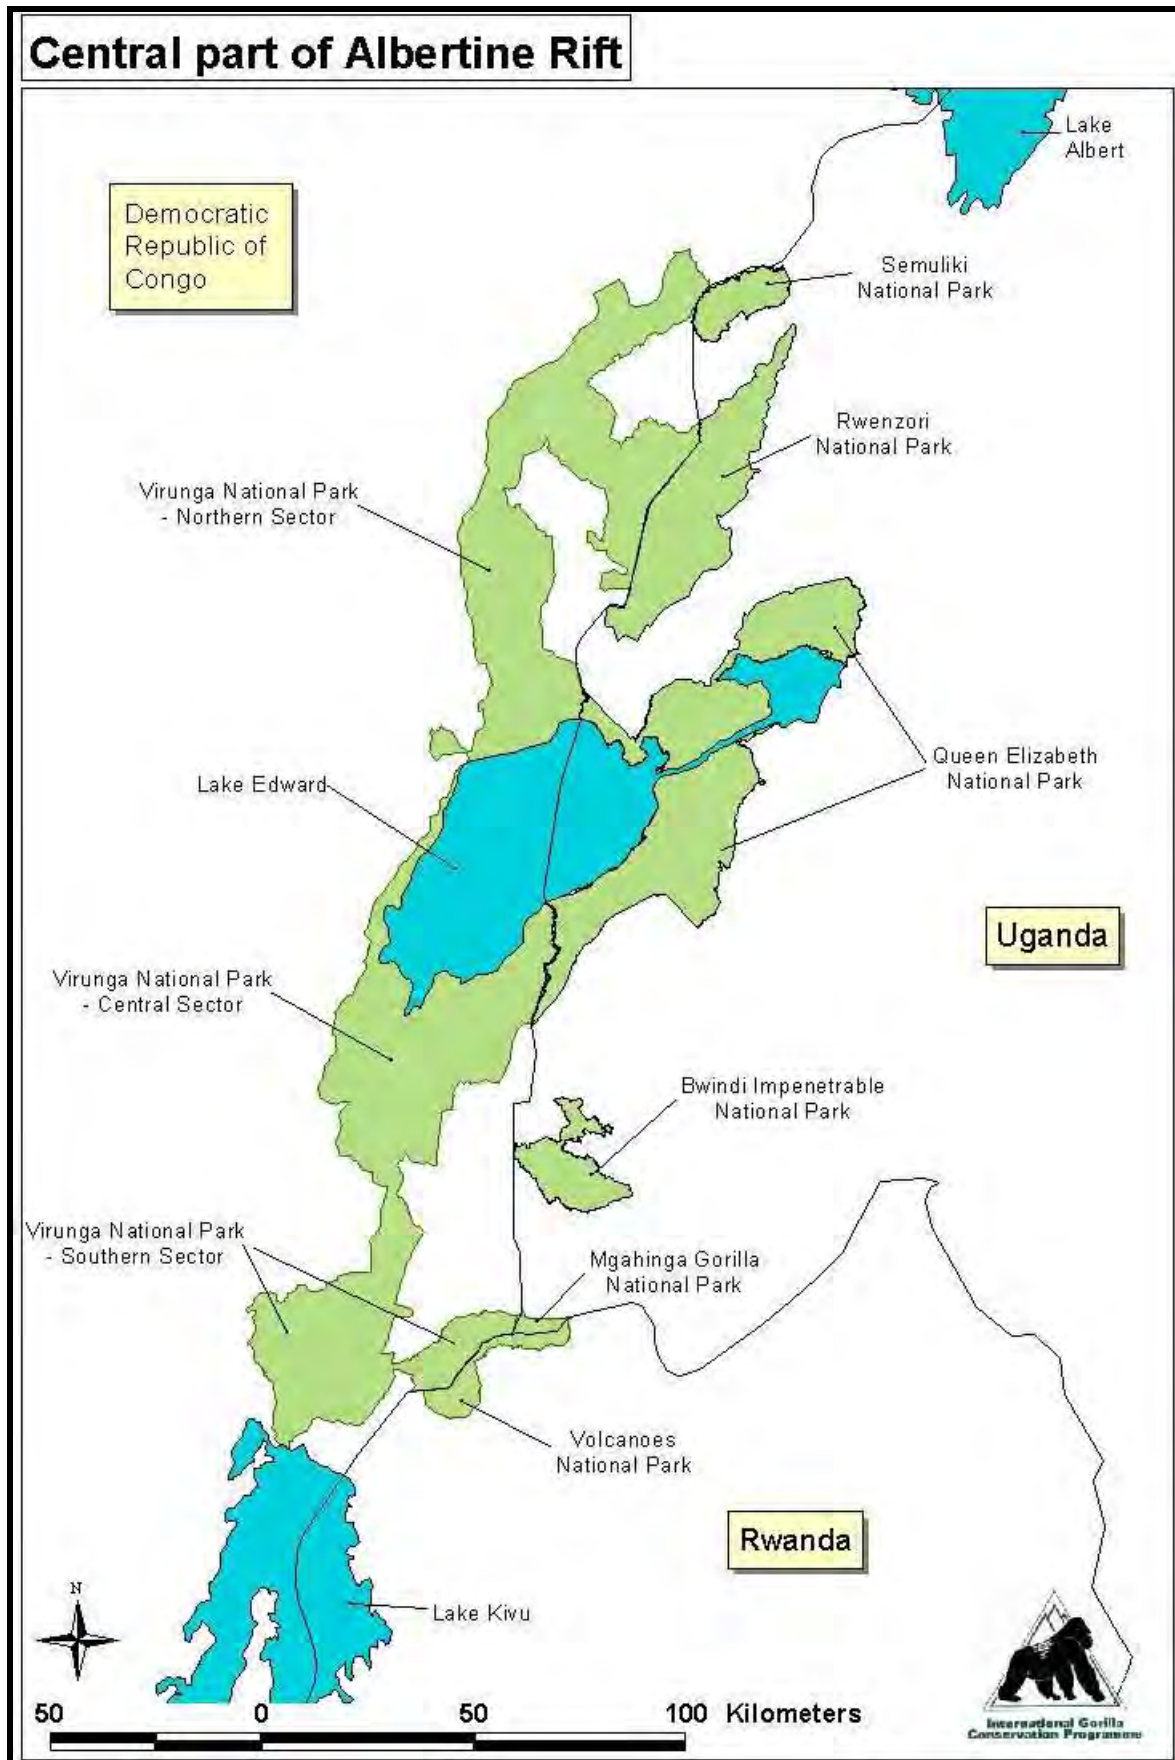 Central part of Albertine Rift
Lake
Albert
Democratic
Republic of
Congo
Semuliki
National Park
Rwenzori
National Park
Virunga National Park
- Northern Sector
Queen Elizabeth
National Park
Lake Edward
Uganda
Virunga National Park
- Central Sector
Bwindi Impenetrable
National Park
Virunga National Park
- Southern Sector
Mgahinga Gorilla
National Park
Volcanoes
National Park
Rwanda
N
Lake Kivu
50 0 50 100 Kilometers
International Gorilla
Conservation Programme